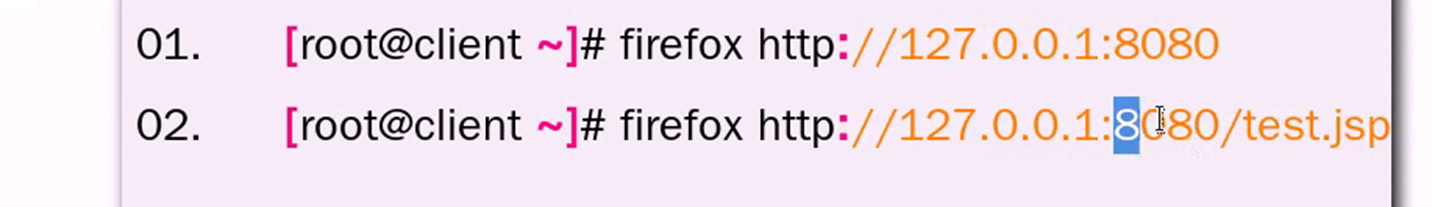 01. [root@client ~]# firefox http://127.0.0.1:8080
02. [root@client ~]# firefox http://127.0.0.1:8080/test.jsp